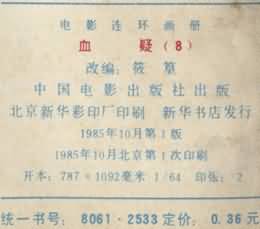 电影连环画册
血疑(8)
改编:筱篁
中国电影出版社出版
北京新华彩印厂印刷 新华书店发行
1985年10月第1版
1985年10月北京第1次印刷
开本:787×1092毫米 1/64 印张:2
统一书号:8061·2533 定价:0.36元